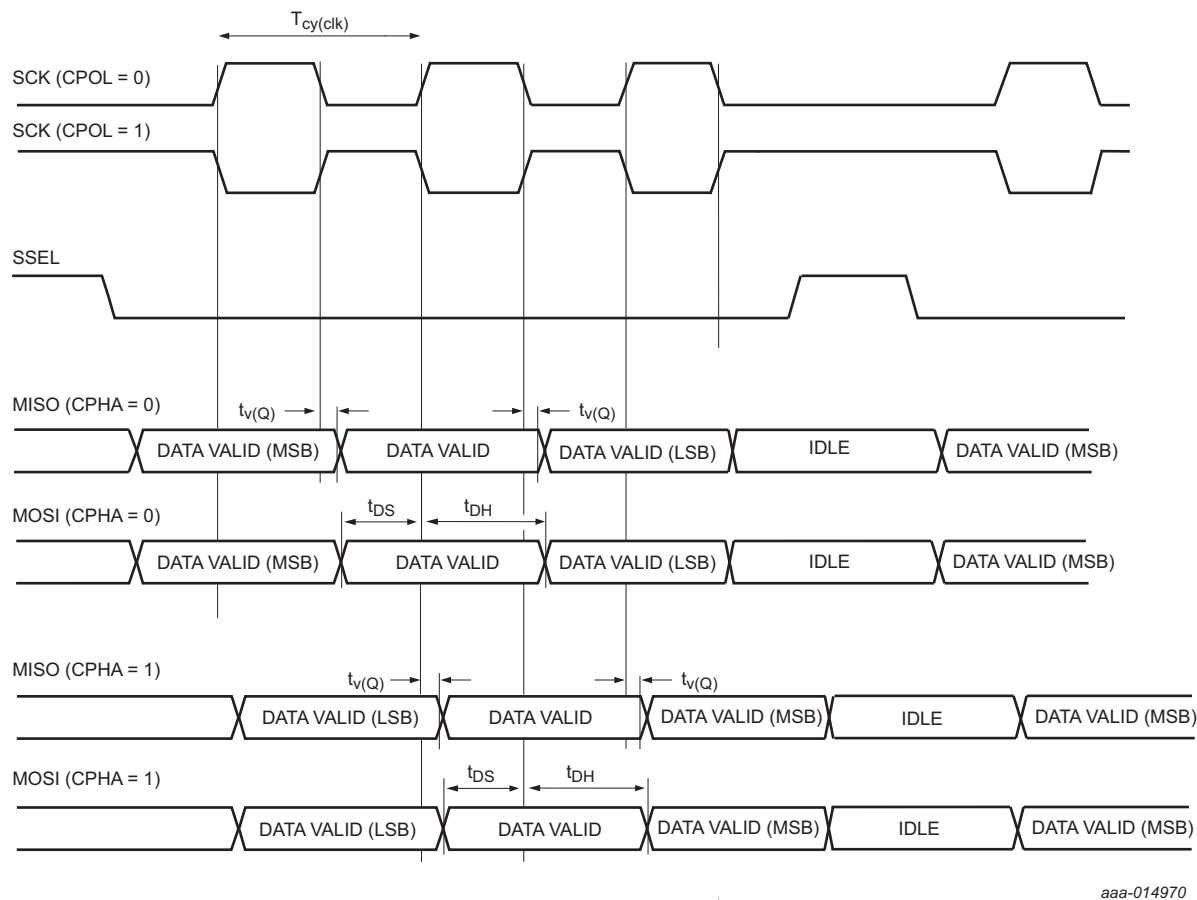 Tcy(clk)
SCK (CPOL = 0)
SCK (CPOL = 1)
SSEL
MISO (CPHA = 0)
tv(Q)
tv(Q)
DATA VALID (MSB)
DATA VALID
DATA VALID (LSB)
IDLE
DATA VALID (MSB)
tDS
tDH
MOSI (CPHA = 0)
DATA VALID (MSB)
DATA VALID
DATA VALID (LSB)
IDLE
DATA VALID (MSB)
MISO (CPHA = 1)
tv(Q)
tv(Q)
DATA VALID (LSB)
DATA VALID
DATA VALID (MSB)
IDLE
DATA VALID (MSB)
tDS
tDH
MOSI (CPHA = 1)
DATA VALID (LSB)
DATA VALID
DATA VALID (MSB)
IDLE
DATA VALID (MSB)
aaa-014970